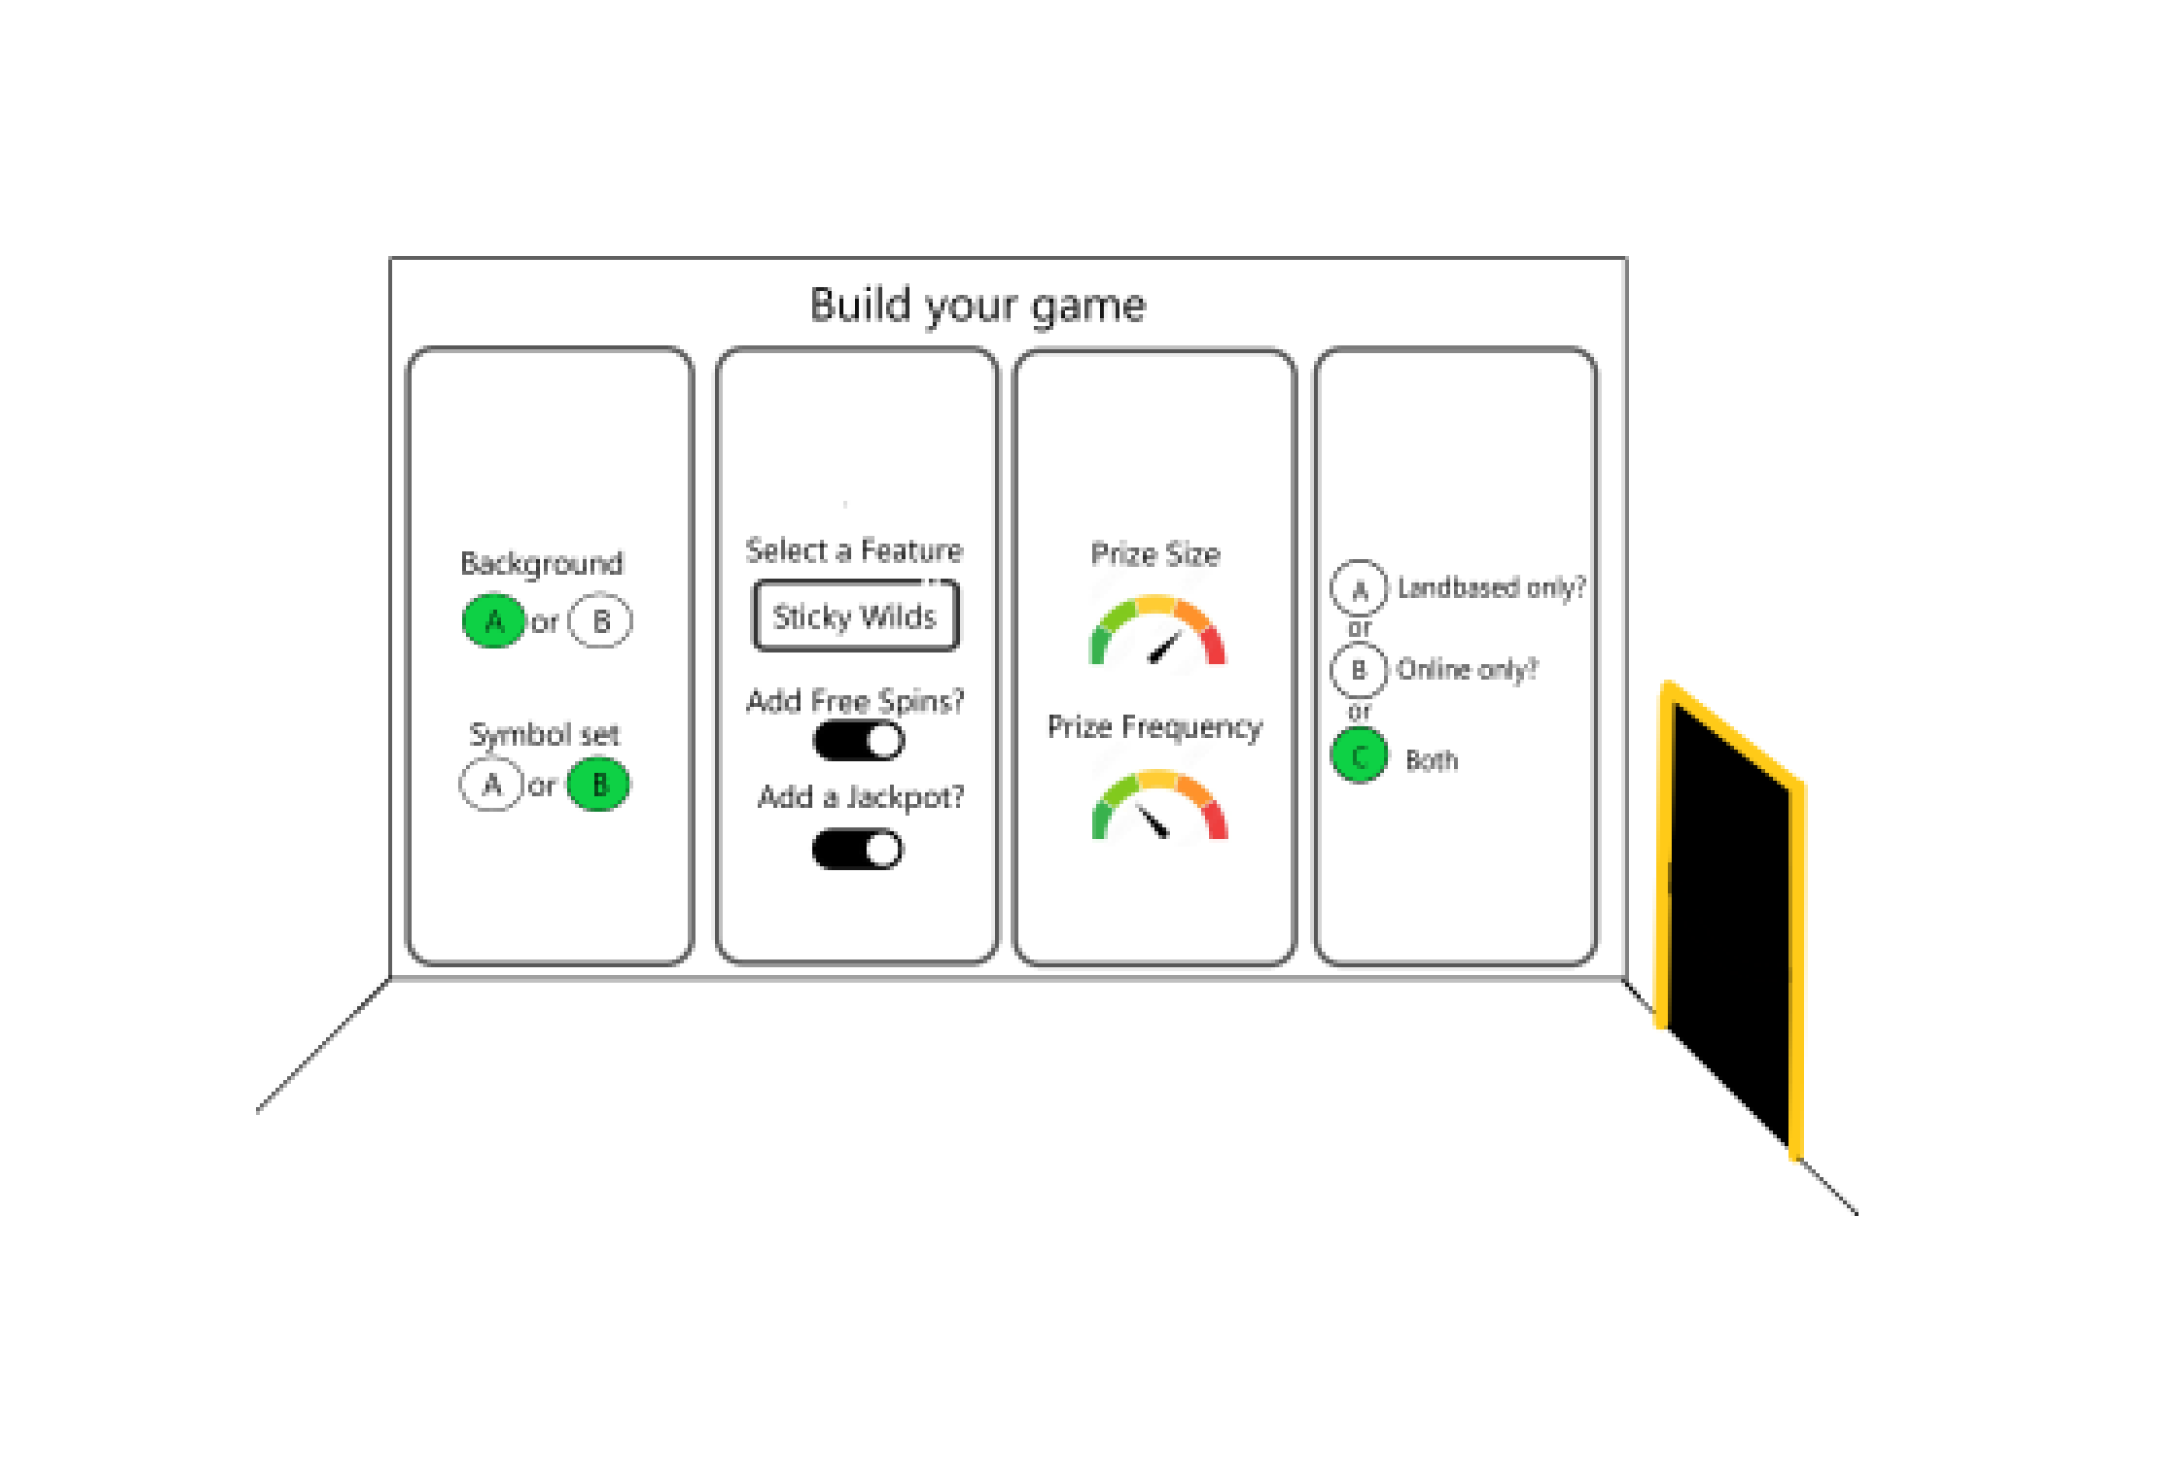 Build your game
Background
A or B
Symbol set
A or B
Select a Feature
Sticky Wilds
Add Free Spins?
Add a Jackpot?
Prize Size
Prize Frequency
A Landbased only?
or
B Online only?
or
C Both